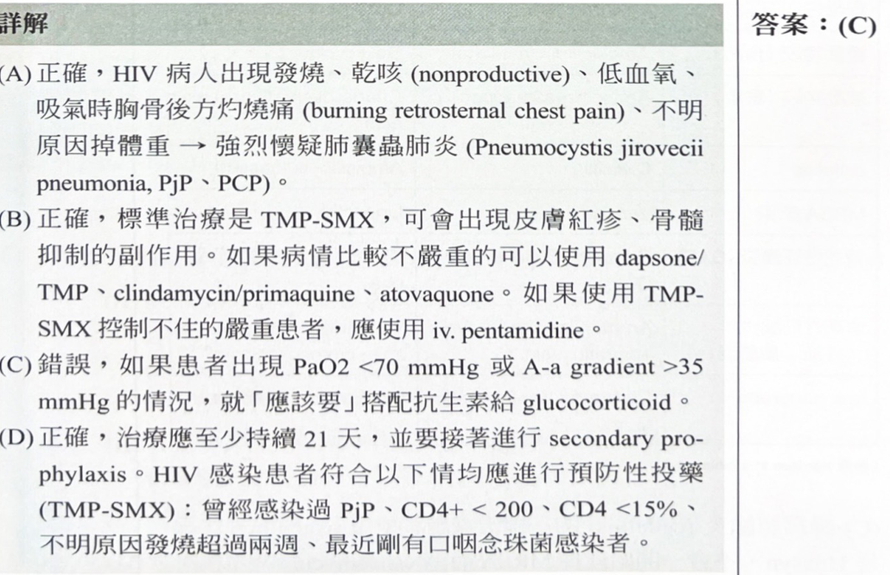 詳解
答案：(C)
(A) 正確，HIV 病人出現發燒、乾咳 (nonproductive)、低血氧、
吸氣時胸骨後方灼燒痛 (burning retrosternal chest pain)、不明
原因掉體重 → 強烈懷疑肺囊蟲肺炎 (Pneumocystis jirovecii
pneumonia, PjP、PCP)。
(B) 正確，標準治療是 TMP-SMX，可會出現皮膚紅疹、骨髓
抑制的副作用。如果病情比較不嚴重的可以使用 dapsone/
TMP、clindamycin/primaquine、atovaquone。如果使用 TMP-
SMX 控制不住的嚴重患者，應使用 iv. pentamidine。
(C) 錯誤，如果患者出現 PaO2 <70 mmHg 或 A-a gradient >35
mmHg 的情況，就「應該要」搭配抗生素給 glucocorticoid。
(D) 正確，治療應至少持續 21 天，並要接著進行 secondary pro-
phylaxis。HIV 感染患者符合以下情均應進行預防性投藥
(TMP-SMX)：曾經感染過 PjP、CD4+ < 200、CD4 <15%、
不明原因發燒超過兩週、最近剛有口咽念珠菌感染者。